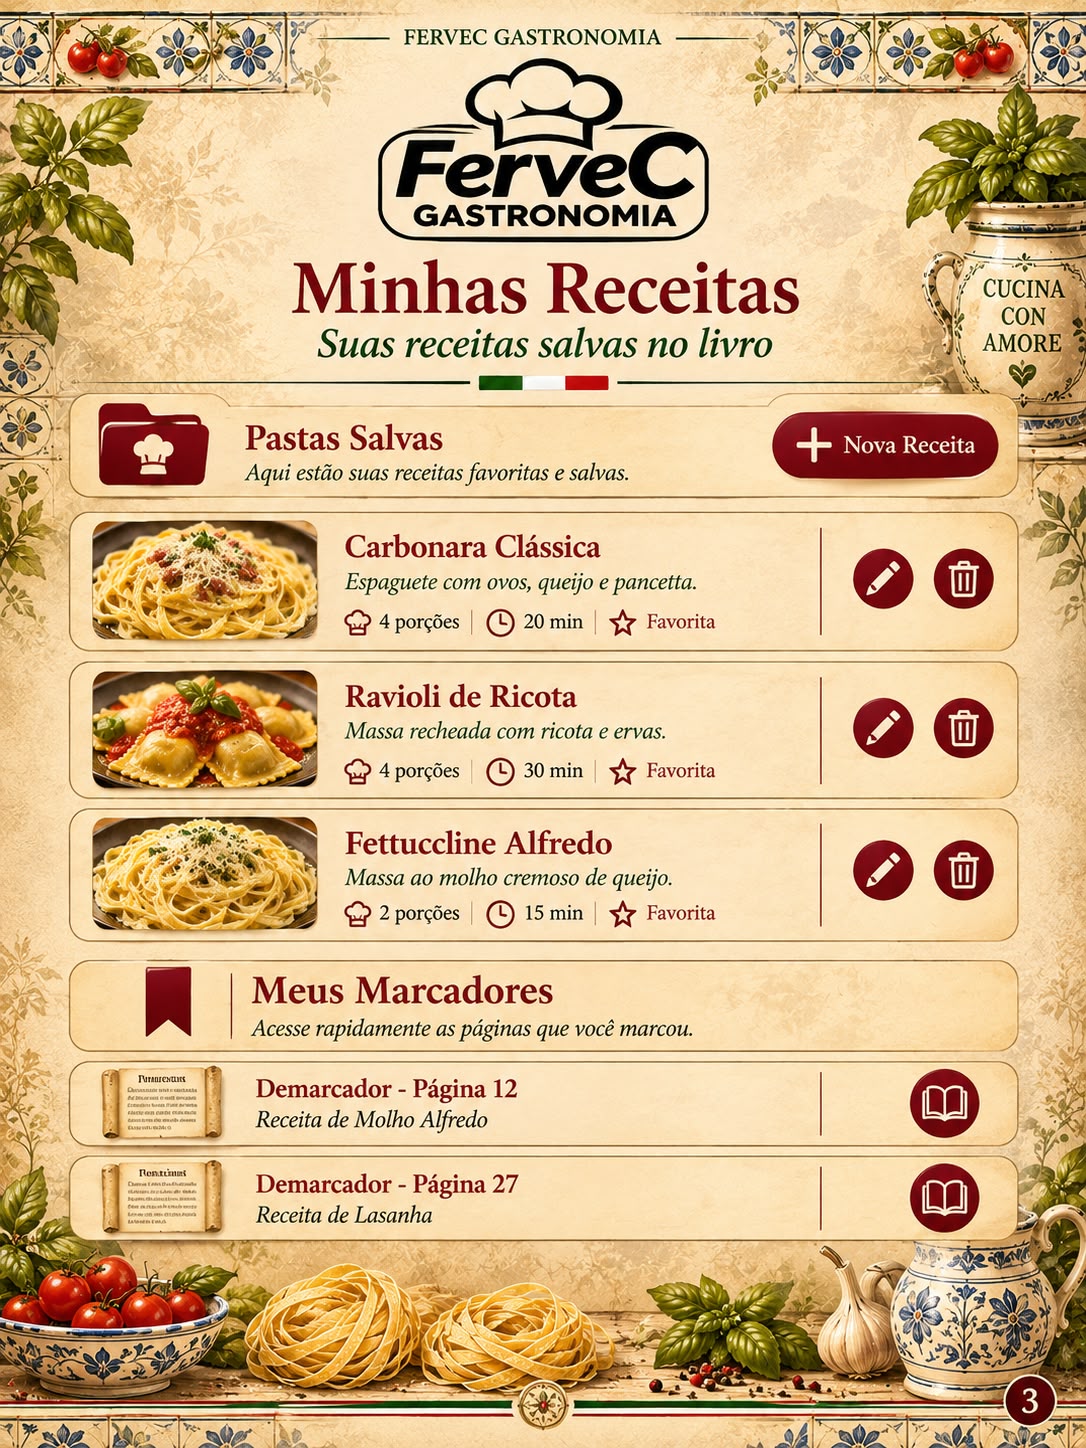 FERVEC GASTRONOMIA
FerveC
GASTRONOMIA
Minhas Receitas
Suas receitas salvas no livro
CUCINA
CON
AMORE
Pastas Salvas
Aqui estão suas receitas favoritas e salvas.
Nova Receita
Carbonara Clássica
Espaguete com ovos, queijo e pancetta.
4 porções
20 min
Favorita
Ravioli de Ricota
Massa recheada com ricota e ervas.
4 porções
30 min
Favorita
Fettuccline Alfredo
Massa ao molho cremoso de queijo.
2 porções
15 min
Favorita
Meus Marcadores
Acesse rapidamente as páginas que você marcou.
Demarcador - Página 12
Receita de Molho Alfredo
Demarcador - Página 27
Receita de Lasanha
3